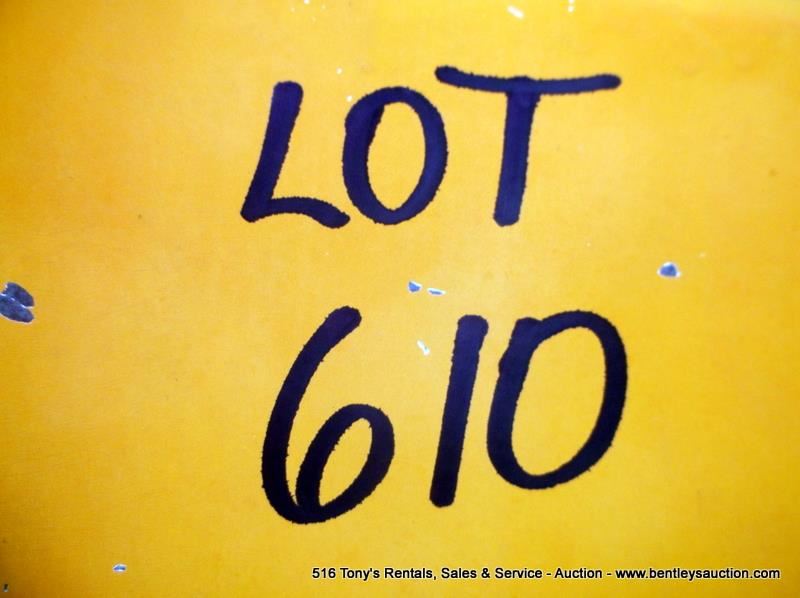 LOT
610
516 Tony's Rentals, Sales & Service - Auction - www.bentleysauction.com